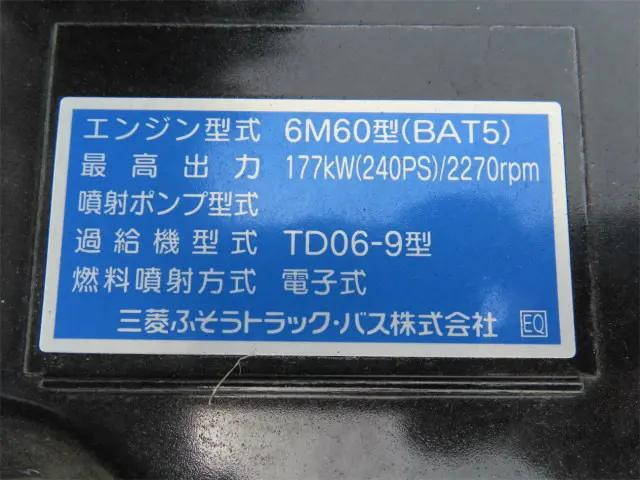 エンジン型式 6M60型(BAT5)
最高出力 177kW(240PS)/2270rpm
噴射ポンプ型式
過給機型式 TD06-9型
燃料噴射方式 電子式
三菱ふそうトラック・バス株式会社 EQ